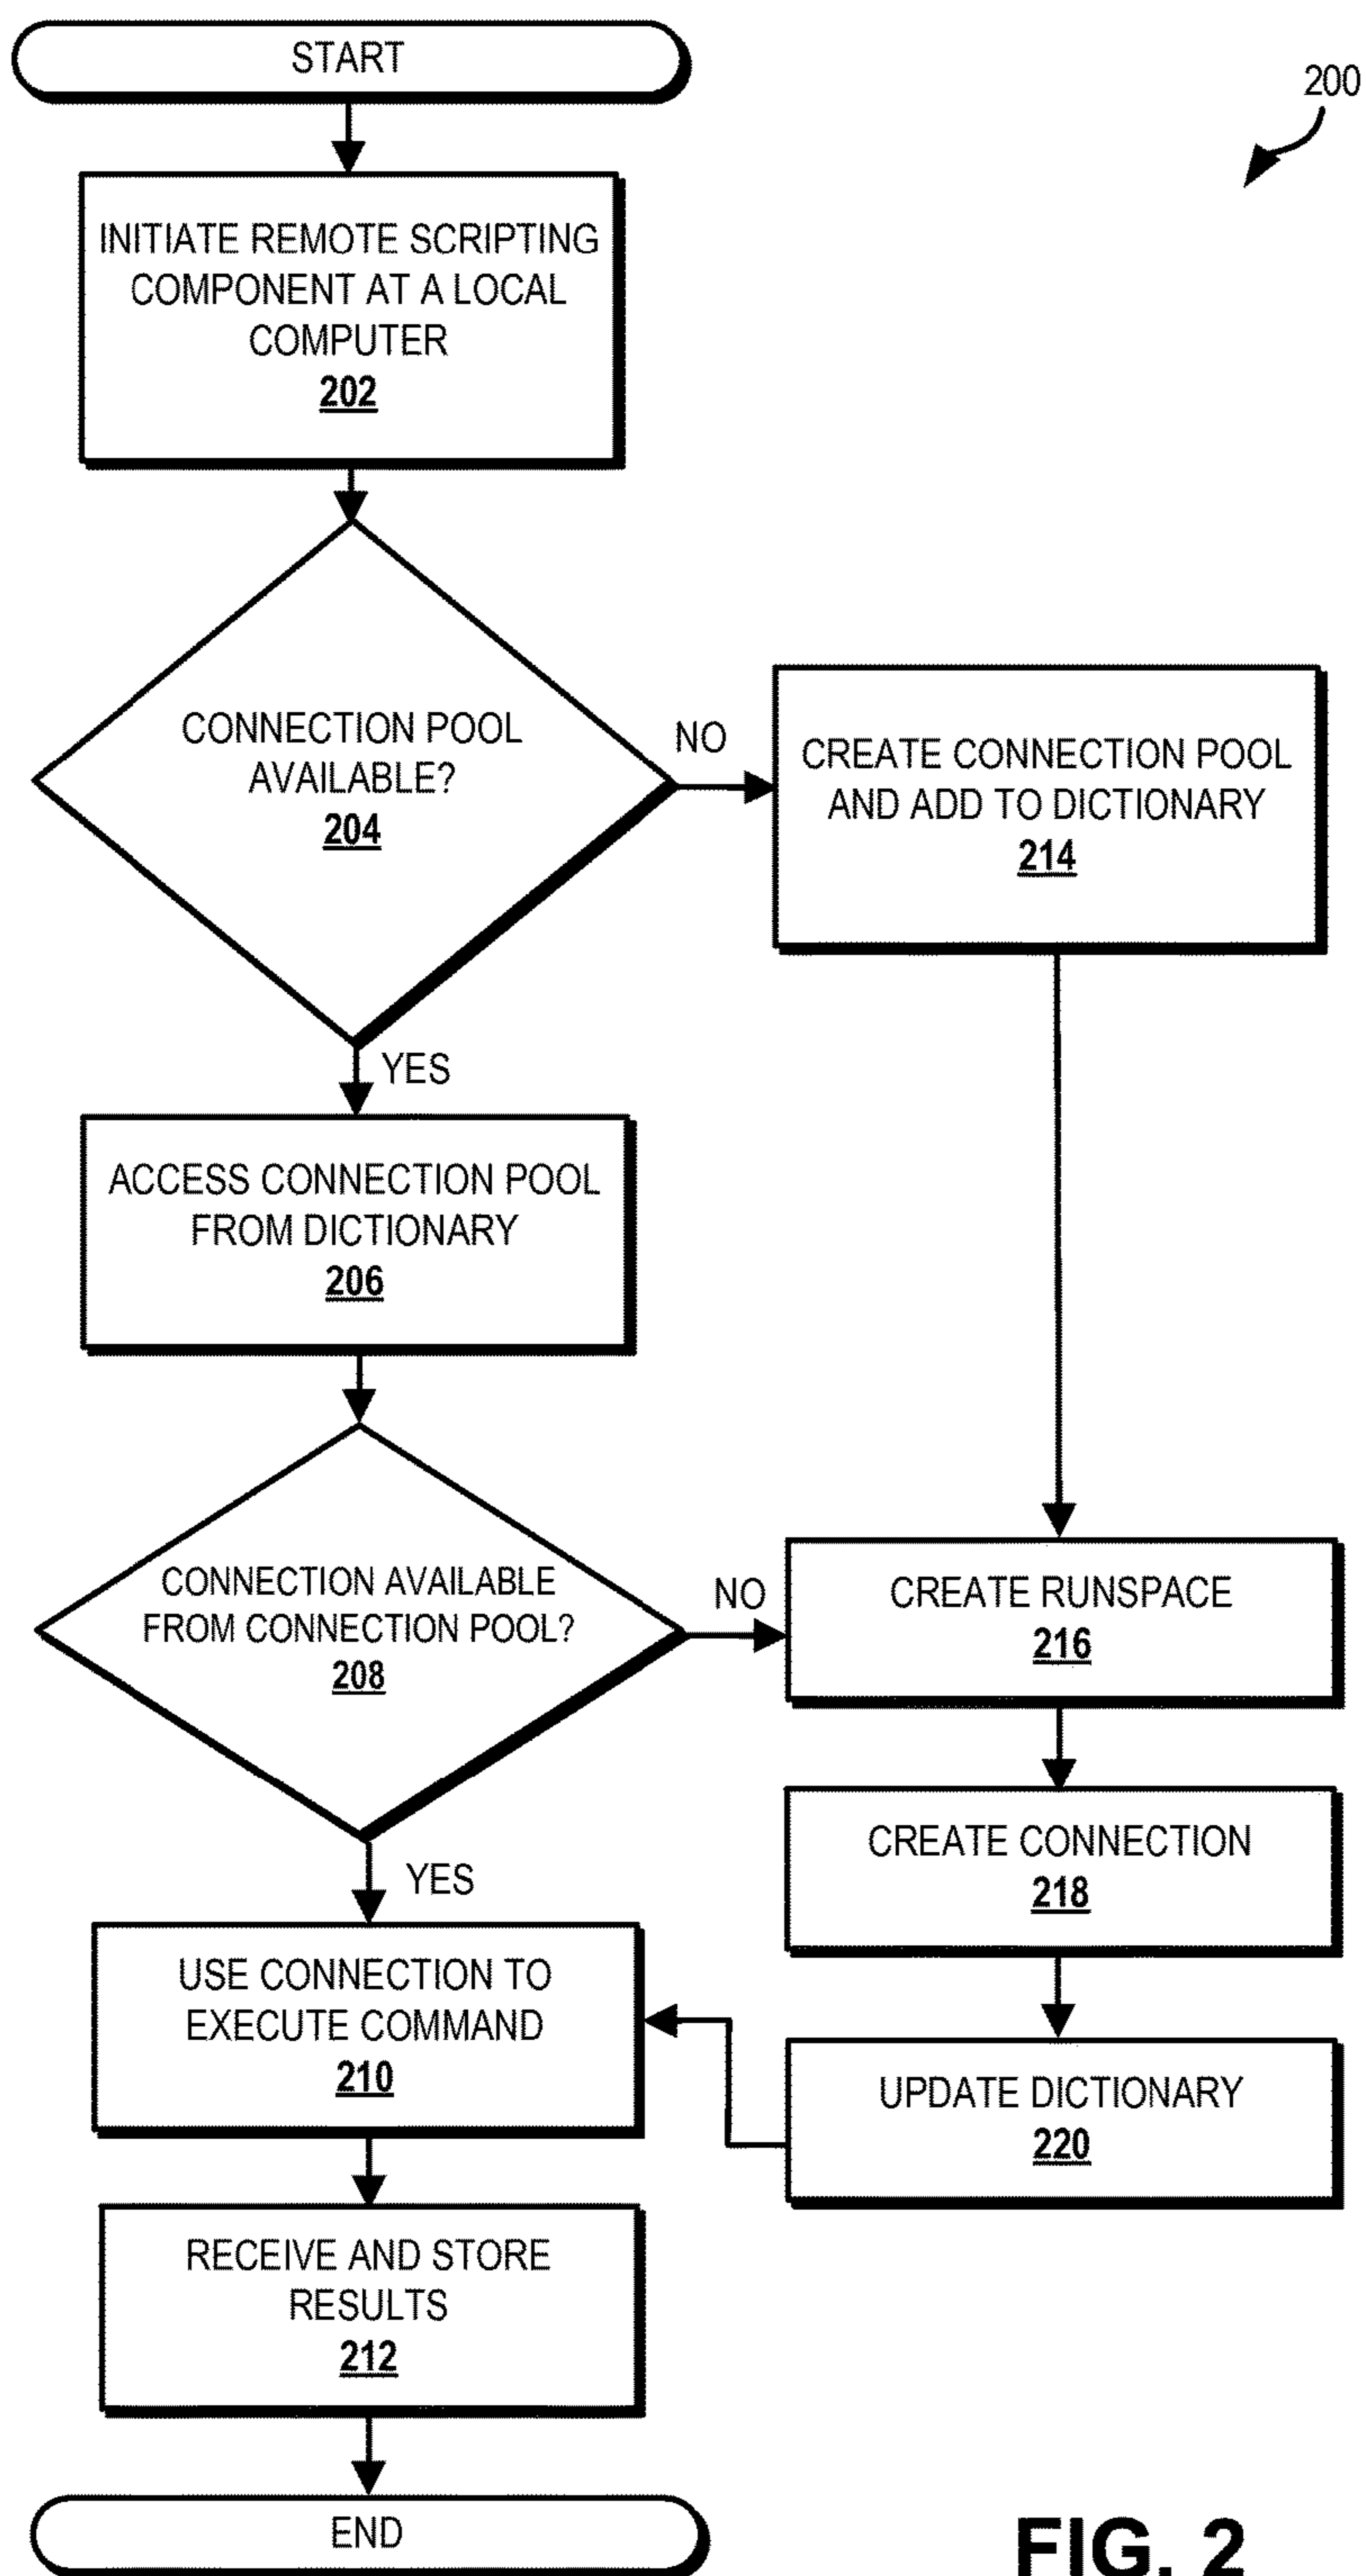 START
200
INITIATE REMOTE SCRIPTING
COMPONENT AT A LOCAL
COMPUTER
202
CONNECTION POOL
AVAILABLE?
204
NO
CREATE CONNECTION POOL
AND ADD TO DICTIONARY
214
YES
ACCESS CONNECTION POOL
FROM DICTIONARY
206
CONNECTION AVAILABLE
FROM CONNECTION POOL?
208
NO
CREATE RUNSPACE
216
CREATE CONNECTION
218
YES
USE CONNECTION TO
EXECUTE COMMAND
210
UPDATE DICTIONARY
220
RECEIVE AND STORE
RESULTS
212
END
FIG. 2